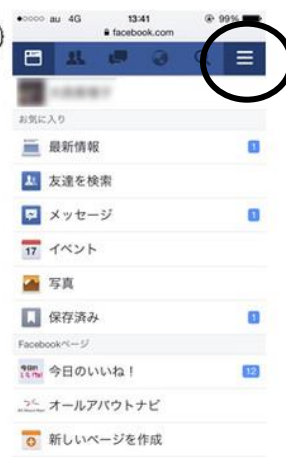 au 4G 13:41 99%
facebook.com
お気に入り
最新情報 1
友達を検索
メッセージ 1
17 イベント
写真
保存済み 1
Facebookページ
今日のいいね! 12
オールアバウトナビ
新しいページを作成